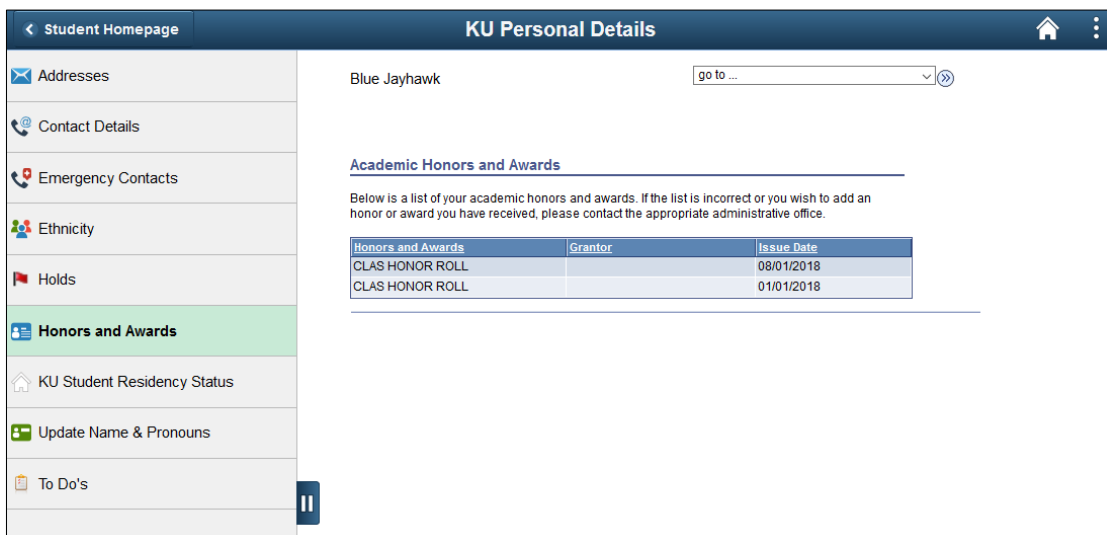 Student Homepage
KU Personal Details
Addresses
Contact Details
Emergency Contacts
Ethnicity
Holds
Honors and Awards
KU Student Residency Status
Update Name & Pronouns
To Do's
Blue Jayhawk
go to ...
Academic Honors and Awards
Below is a list of your academic honors and awards. If the list is incorrect or you wish to add an
honor or award you have received, please contact the appropriate administrative office.
Honors and Awards Grantor Issue Date
CLAS HONOR ROLL 08/01/2018
CLAS HONOR ROLL 01/01/2018